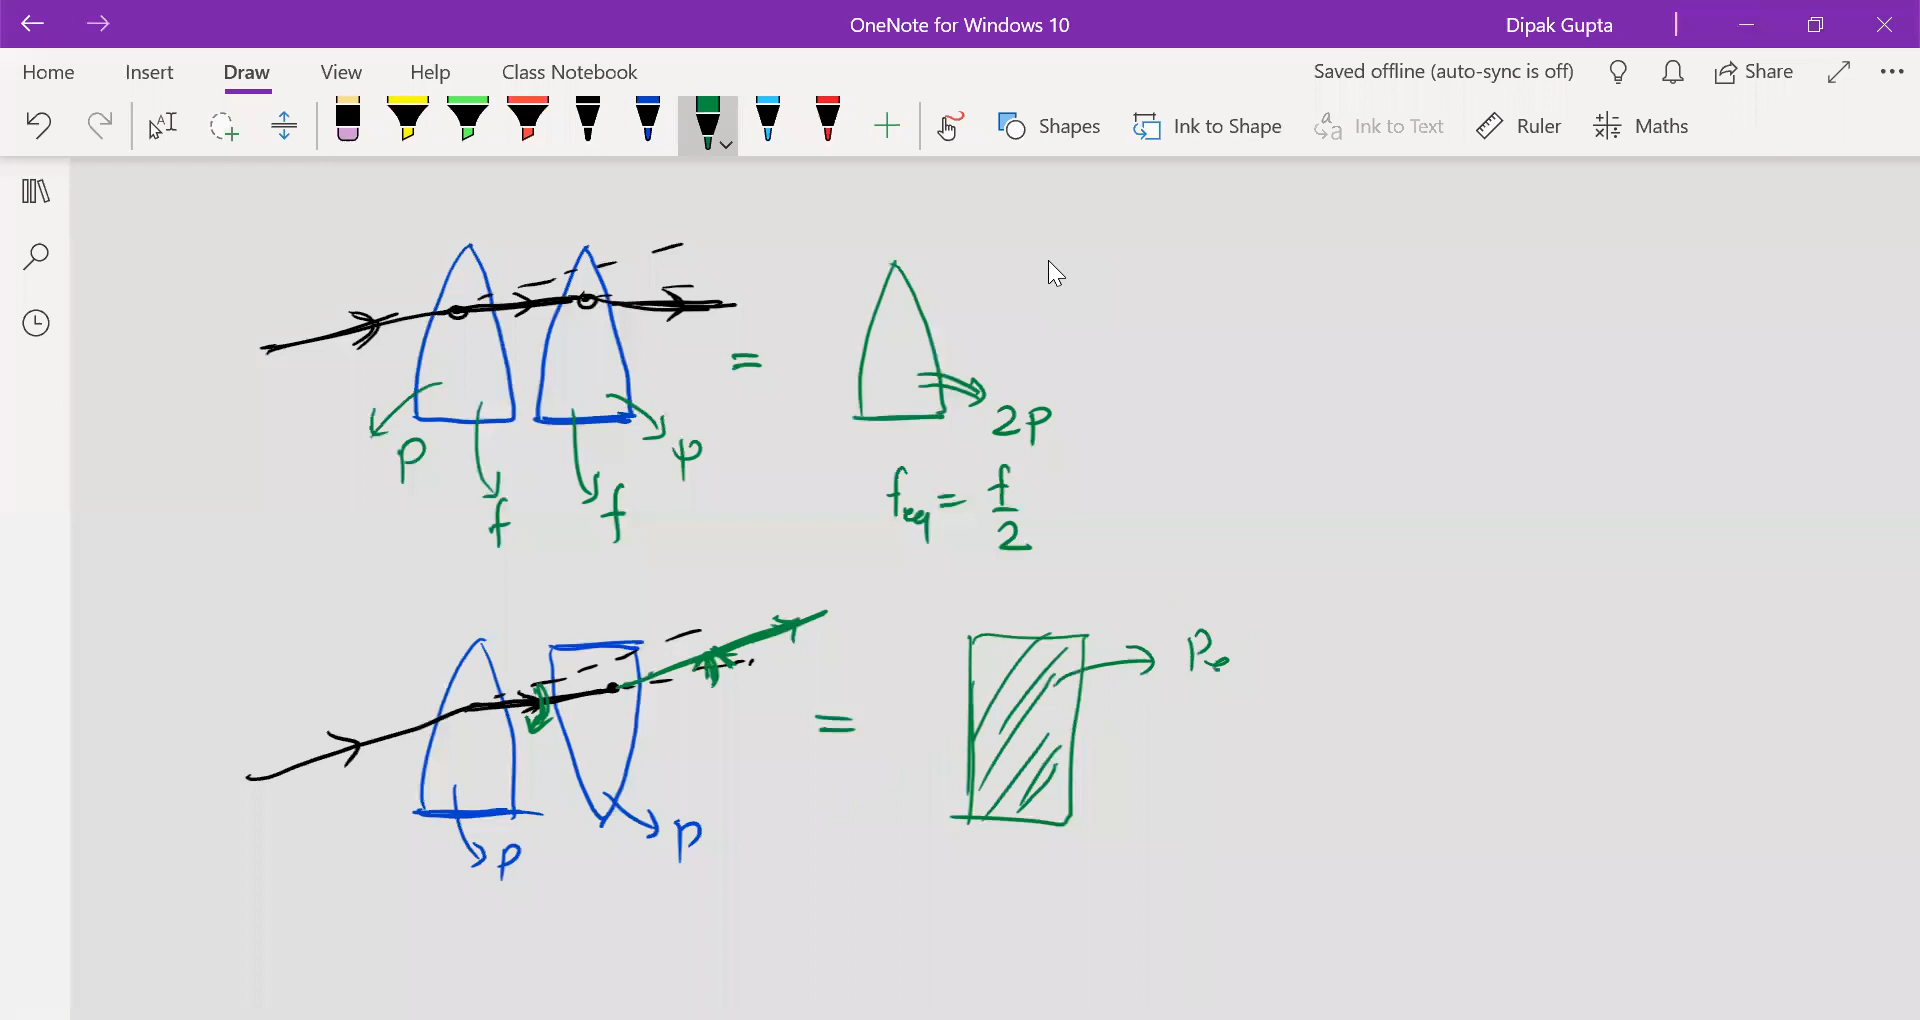 OneNote for Windows 10
Dipak Gupta
Home Insert Draw View Help Class Notebook
Saved offline (auto-sync is off) Share
Shapes Ink to Shape Ink to Text Ruler Maths
=
P f f P
2P
feq = f/2
=
Pe
P P